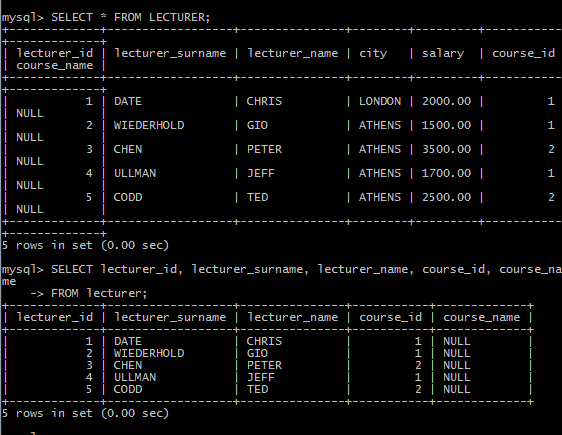 mysql> SELECT * FROM LECTURER;
+-------------+------------------+---------------+--------+---------+-----------
+-------------+
| lecturer_id | lecturer_surname | lecturer_name | city   | salary  | course_id
| course_name |
+-------------+------------------+---------------+--------+---------+-----------
+-------------+
|           1 | DATE             | CHRIS         | LONDON | 2000.00 |         1
| NULL        |
|           2 | WIEDERHOLD       | GIO           | ATHENS | 1500.00 |         1
| NULL        |
|           3 | CHEN             | PETER         | ATHENS | 3500.00 |         2
| NULL        |
|           4 | ULLMAN           | JEFF          | ATHENS | 1700.00 |         1
| NULL        |
|           5 | CODD             | TED           | ATHENS | 2500.00 |         2
| NULL        |
+-------------+------------------+---------------+--------+---------+-----------
+-------------+
5 rows in set (0.00 sec)

mysql> SELECT lecturer_id, lecturer_surname, lecturer_name, course_id, course_na
me
    -> FROM lecturer;
+-------------+------------------+---------------+-----------+-------------+
| lecturer_id | lecturer_surname | lecturer_name | course_id | course_name |
+-------------+------------------+---------------+-----------+-------------+
|           1 | DATE             | CHRIS         |         1 | NULL        |
|           2 | WIEDERHOLD       | GIO           |         1 | NULL        |
|           3 | CHEN             | PETER         |         2 | NULL        |
|           4 | ULLMAN           | JEFF          |         1 | NULL        |
|           5 | CODD             | TED           |         2 | NULL        |
+-------------+------------------+---------------+-----------+-------------+
5 rows in set (0.00 sec)